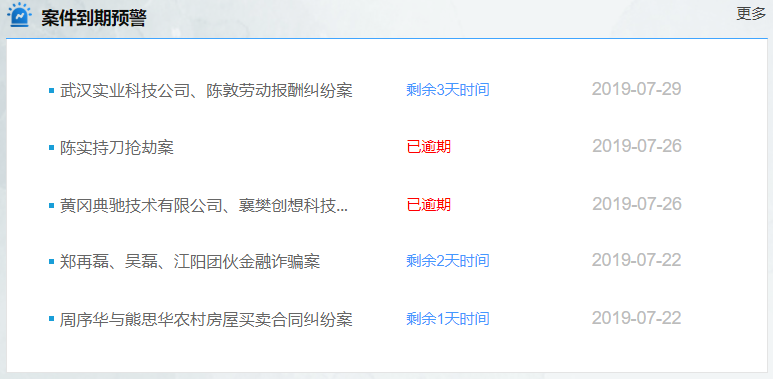 案件到期预警 更多
武汉实业科技公司、陈敦劳动报酬纠纷案 剩余3天时间 2019-07-29
陈实持刀抢劫案 已逾期 2019-07-26
黄冈典驰技术有限公司、襄樊创想科技... 已逾期 2019-07-26
郑再磊、吴磊、江阳团伙金融诈骗案 剩余2天时间 2019-07-22
周序华与熊思华农村房屋买卖合同纠纷案 剩余1天时间 2019-07-22